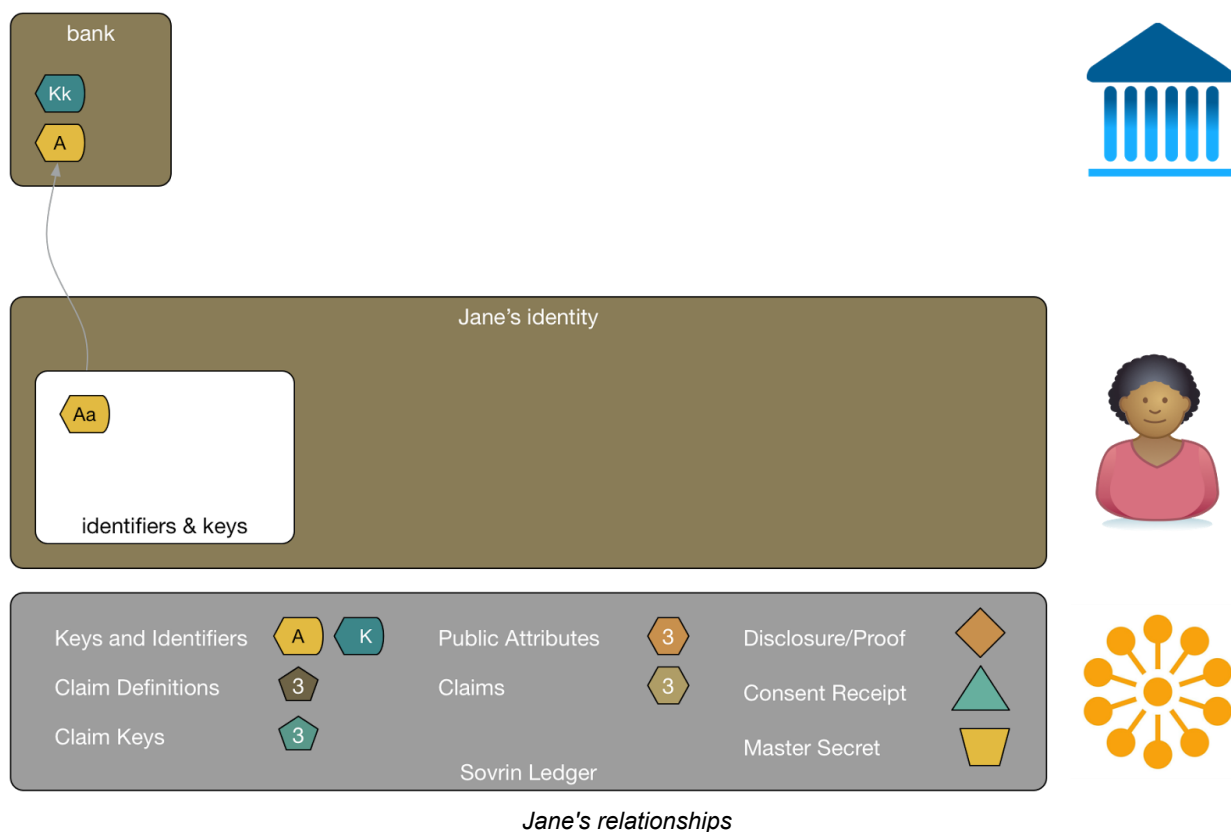 bank
Kk
A
Jane’s identity
Aa
identifiers & keys
Keys and Identifiers A K Public Attributes 3 Disclosure/Proof
Claim Definitions 3 Claims 3 Consent Receipt
Claim Keys 3 Master Secret
Sovrin Ledger
Jane's relationships